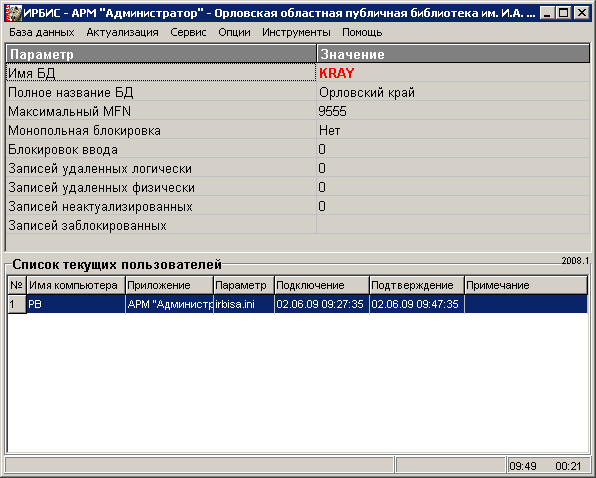 ИРБИС - АРМ "Администратор" - Орловская областная публичная библиотека им. И.А. ...
База данных Актуализация Сервис Опции Инструменты Помощь
Параметр Значение
Имя БД KRAY
Полное название БД Орловский край
Максимальный MFN 9555
Монопольная блокировка Нет
Блокировок ввода 0
Записей удаленных логически 0
Записей удаленных физически 0
Записей неактуализированных 0
Записей заблокированных
Список текущих пользователей 2008.1
№ Имя компьютера Приложение Параметр Подключение Подтверждение Примечание
1 PB АРМ "Администр irbisa.ini 02.06.09 09:27:35 02.06.09 09:47:35
09:49 00:21